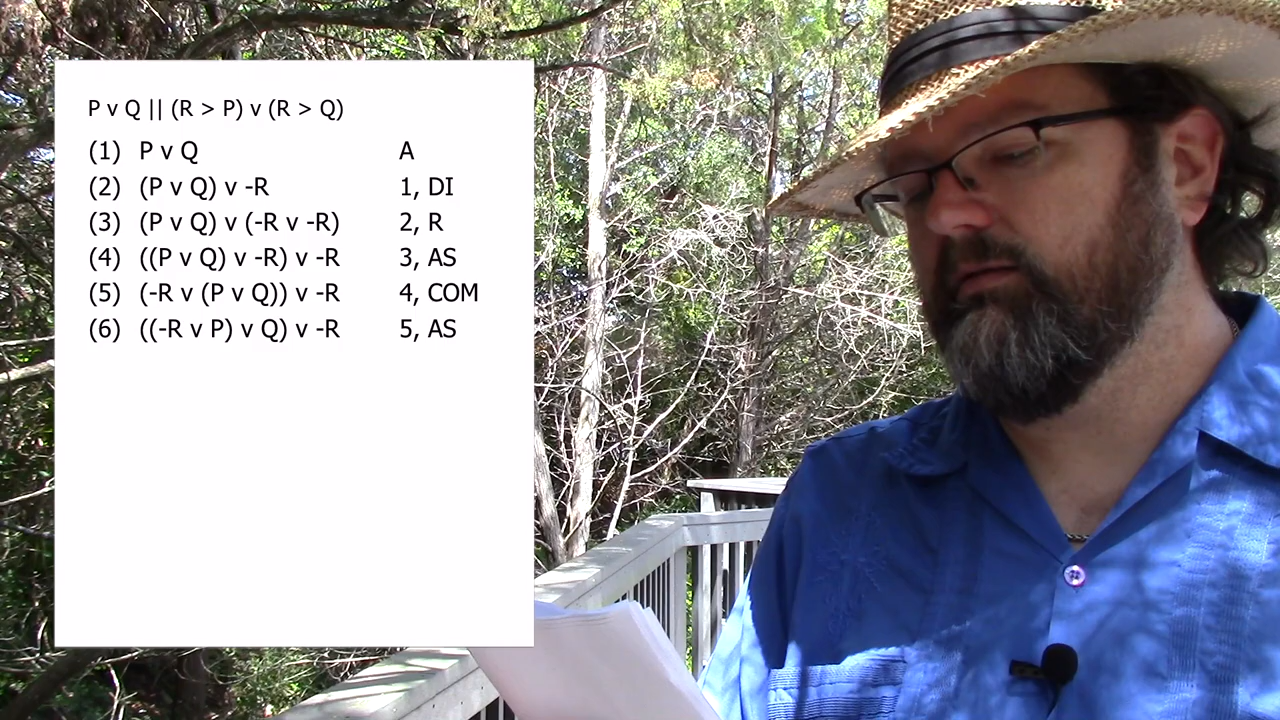 P v Q || (R > P) v (R > Q)
(1) P v Q A
(2) (P v Q) v -R 1, DI
(3) (P v Q) v (-R v -R) 2, R
(4) ((P v Q) v -R) v -R 3, AS
(5) (-R v (P v Q)) v -R 4, COM
(6) ((-R v P) v Q) v -R 5, AS